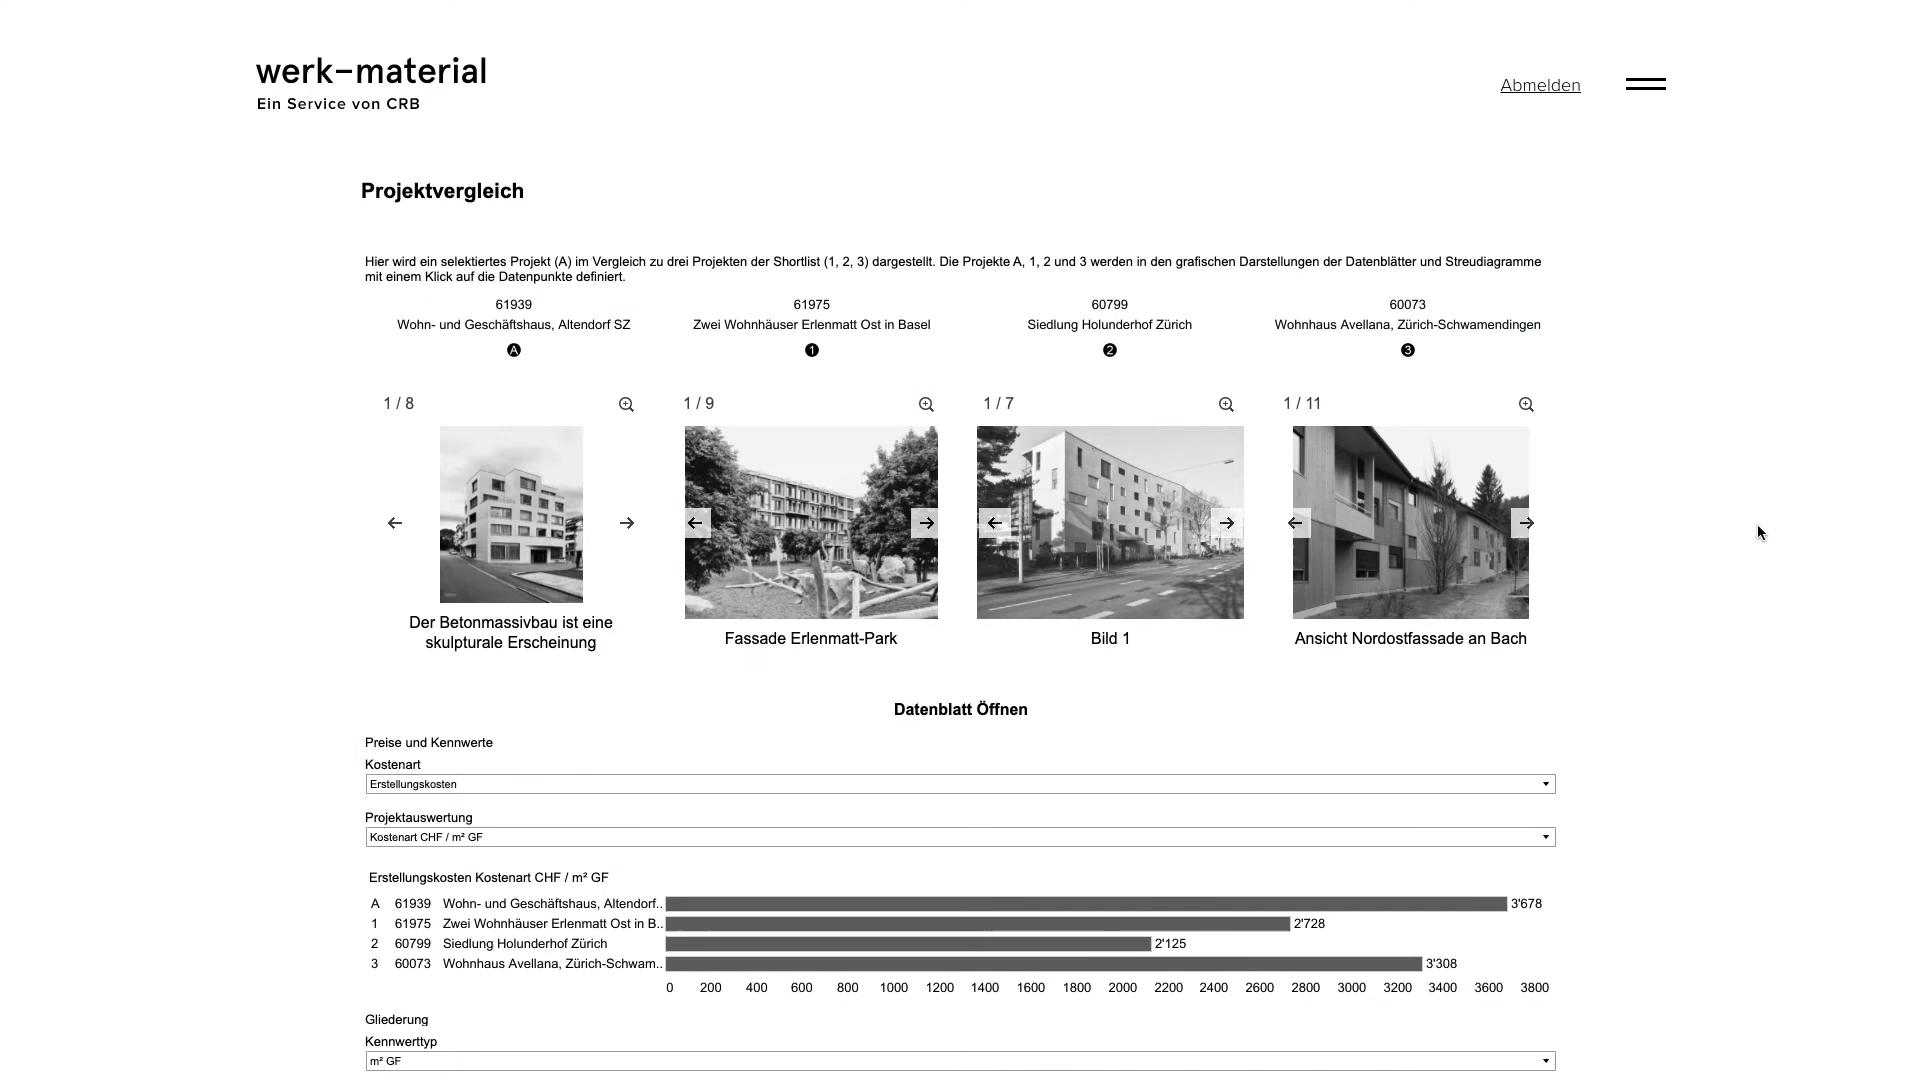 werk–material
Ein Service von CRB
Abmelden
Projektvergleich
Hier wird ein selektiertes Projekt (A) im Vergleich zu drei Projekten der Shortlist (1, 2, 3) dargestellt. Die Projekte A, 1, 2 und 3 werden in den grafischen Darstellungen der Datenblätter und Streudiagramme
mit einem Klick auf die Datenpunkte definiert.
61939 61975 60799 60073
Wohn- und Geschäftshaus, Altendorf SZ Zwei Wohnhäuser Erlenmatt Ost in Basel Siedlung Holunderhof Zürich Wohnhaus Avellana, Zürich-Schwamendingen
A 1 2 3
1 / 8 1 / 9 1 / 7 1 / 11
Der Betonmassivbau ist eine
skulpturale Erscheinung
Fassade Erlenmatt-Park
Bild 1
Ansicht Nordostfassade an Bach
Datenblatt Öffnen
Preise und Kennwerte
Kostenart
Erstellungskosten
Projektauswertung
Kostenart CHF / m² GF
Erstellungskosten Kostenart CHF / m² GF
A 61939 Wohn- und Geschäftshaus, Altendorf.. 3'678
1 61975 Zwei Wohnhäuser Erlenmatt Ost in B.. 2'728
2 60799 Siedlung Holunderhof Zürich 2'125
3 60073 Wohnhaus Avellana, Zürich-Schwam.. 3'308
0 200 400 600 800 1000 1200 1400 1600 1800 2000 2200 2400 2600 2800 3000 3200 3400 3600 3800
Gliederung
Kennwerttyp
m² GF